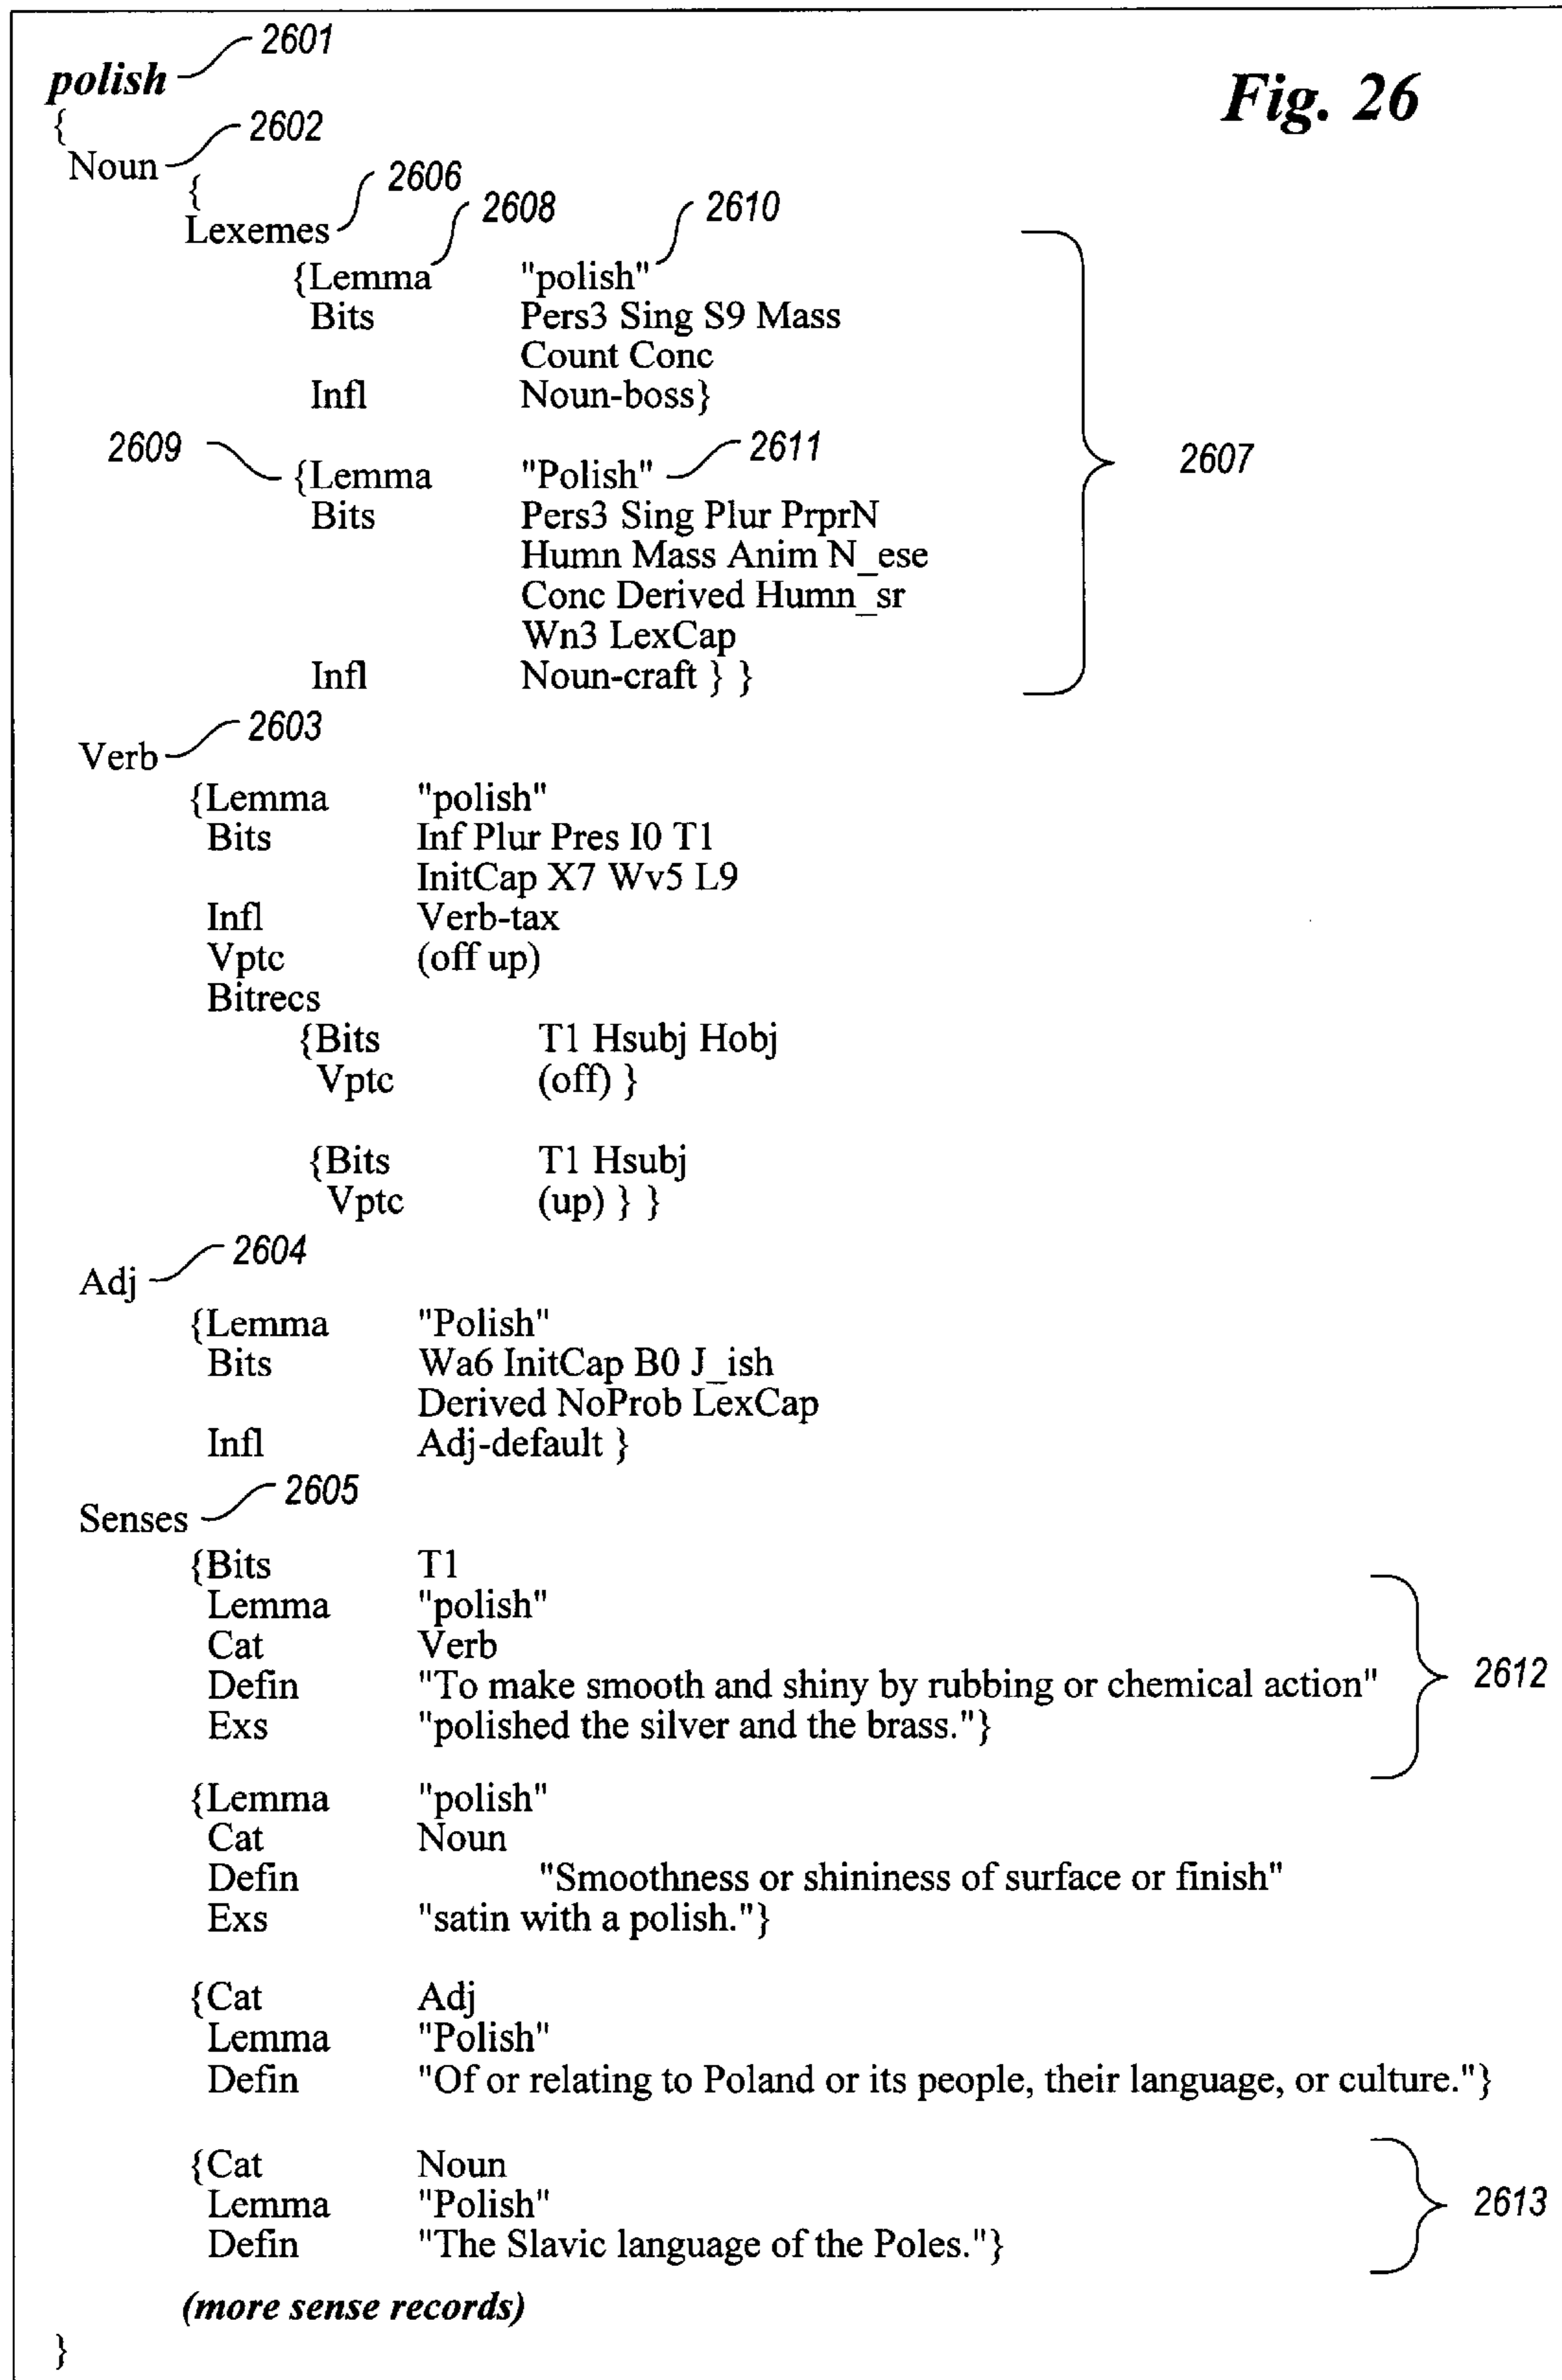 2601
polish
Fig. 26
{
2602
Noun
{
2606
Lexemes
2608
2610
{Lemma "polish"
Bits Pers3 Sing S9 Mass
Count Conc
Infl Noun-boss}
2609
2611
2607
{Lemma "Polish"
Bits Pers3 Sing Plur PrprN
Humn Mass Anim N_ese
Conc Derived Humn_sr
Wn3 LexCap
Infl Noun-craft } }
2603
Verb
{Lemma "polish"
Bits Inf Plur Pres I0 T1
InitCap X7 Wv5 L9
Infl Verb-tax
Vptc (off up)
Bitrecs
{Bits T1 Hsubj Hobj
Vptc (off) }
{Bits T1 Hsubj
Vptc (up) } }
2604
Adj
{Lemma "Polish"
Bits Wa6 InitCap B0 J_ish
Derived NoProb LexCap
Infl Adj-default }
2605
Senses
{Bits T1
Lemma "polish"
Cat Verb
Defin "To make smooth and shiny by rubbing or chemical action"
2612
Exs "polished the silver and the brass."}
{Lemma "polish"
Cat Noun
Defin "Smoothness or shininess of surface or finish"
Exs "satin with a polish."}
{Cat Adj
Lemma "Polish"
Defin "Of or relating to Poland or its people, their language, or culture."}
{Cat Noun
Lemma "Polish"
2613
Defin "The Slavic language of the Poles."}
(more sense records)
}